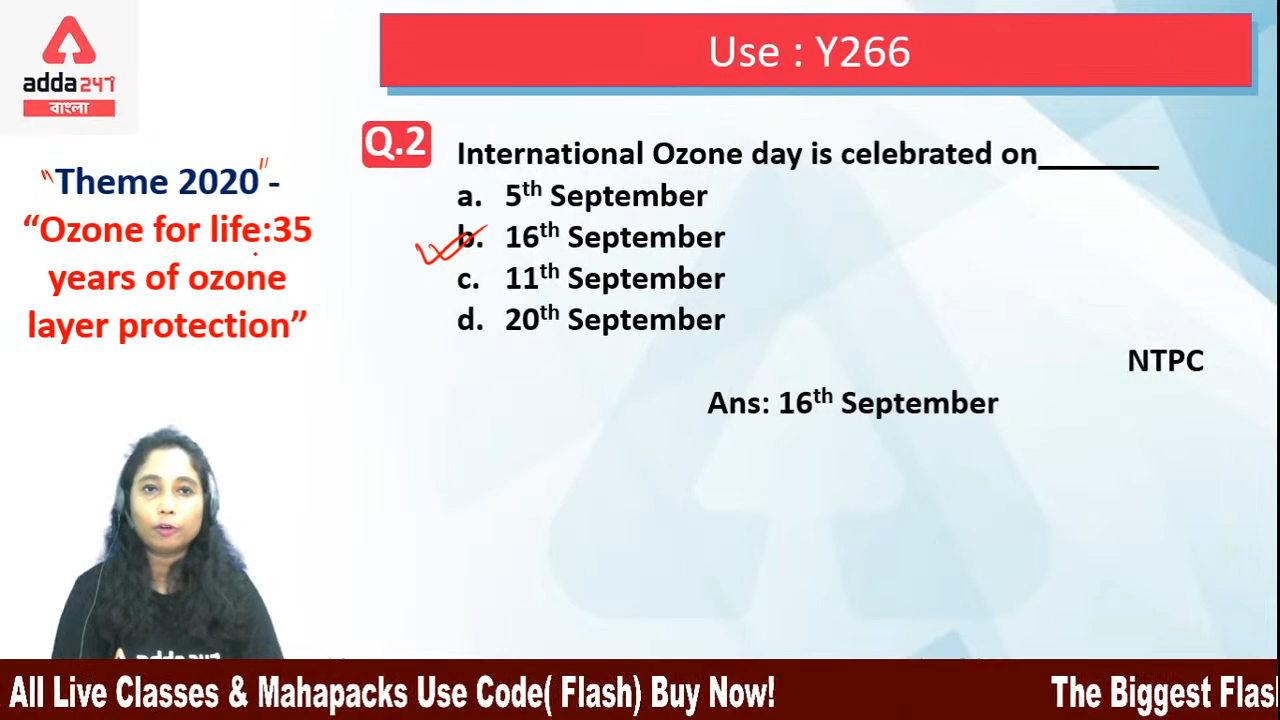 adda247
বাংলা
Use : Y266
Q.2 International Ozone day is celebrated on_______
a. 5th September
b. 16th September
c. 11th September
d. 20th September
NTPC
Ans: 16th September
"Theme 2020" -
“Ozone for life:35
years of ozone
layer protection”
adda247
All Live Classes & Mahapacks Use Code( Flash) Buy Now!
The Biggest Flas